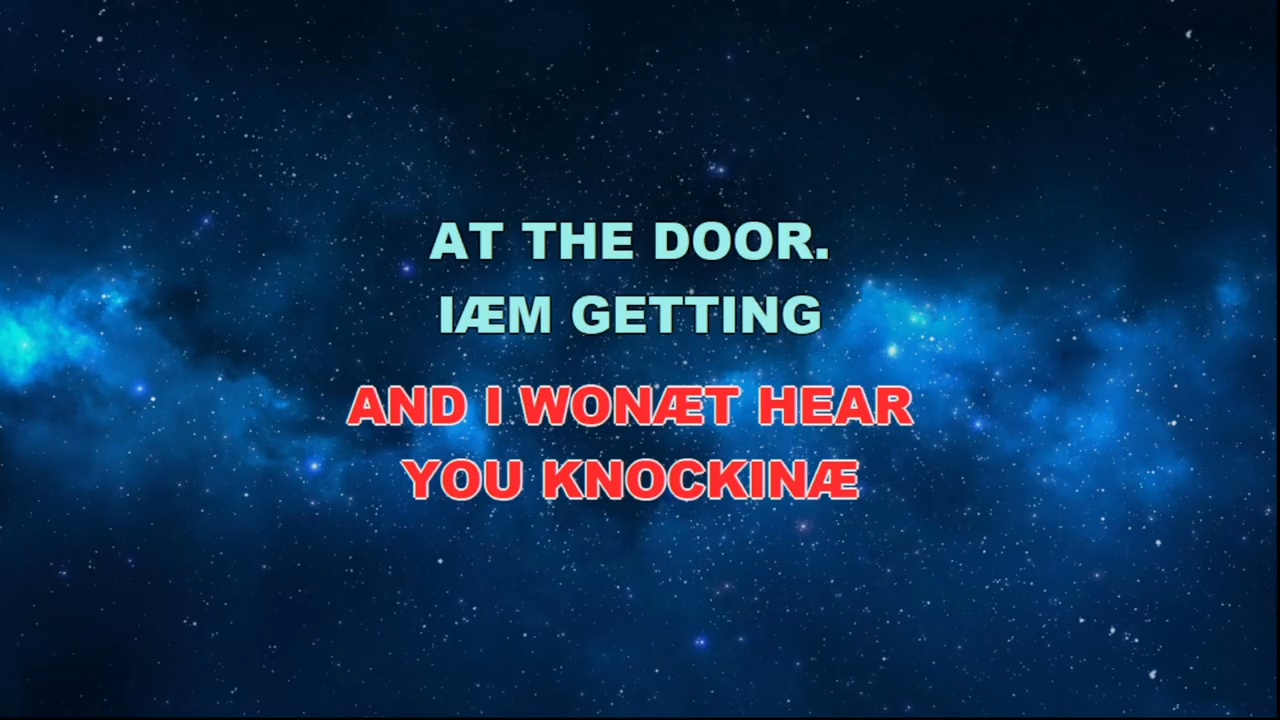 AT THE DOOR.
IÆM GETTING
AND I WONÆT HEAR
YOU KNOCKINÆ